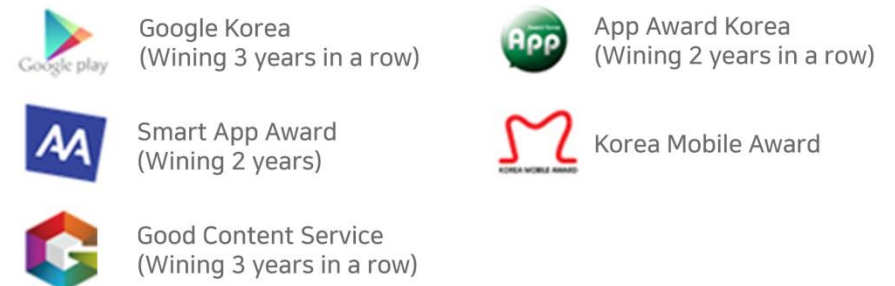 Google play
Google Korea
(Wining 3 years in a row)
Award Korea
App
App Award Korea
(Wining 2 years in a row)
AA
Smart App Award
(Wining 2 years)
KOREA MOBILE AWARD
Korea Mobile Award
Good Content Service
(Wining 3 years in a row)